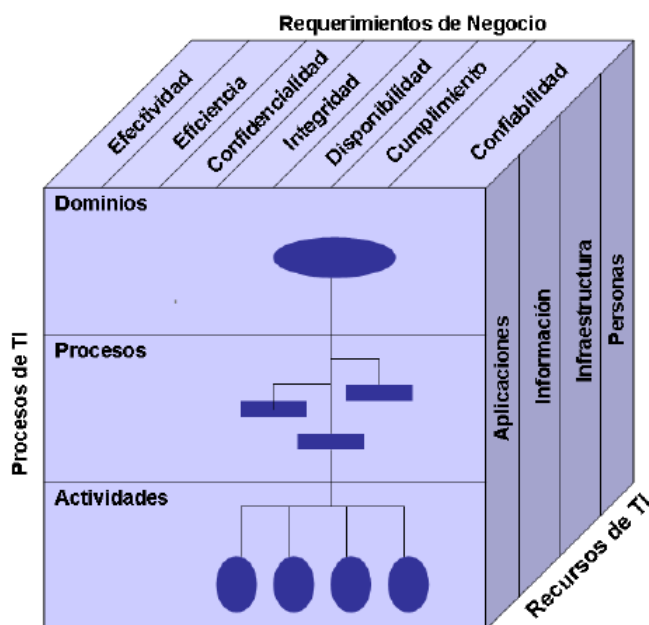 Requerimientos de Negocio
Efectividad
Eficiencia
Confidencialidad
Integridad
Disponibilidad
Cumplimiento
Confiabilidad
Dominios
Procesos
Actividades
Procesos de TI
Aplicaciones
Información
Infraestructura
Personas
Recursos de TI